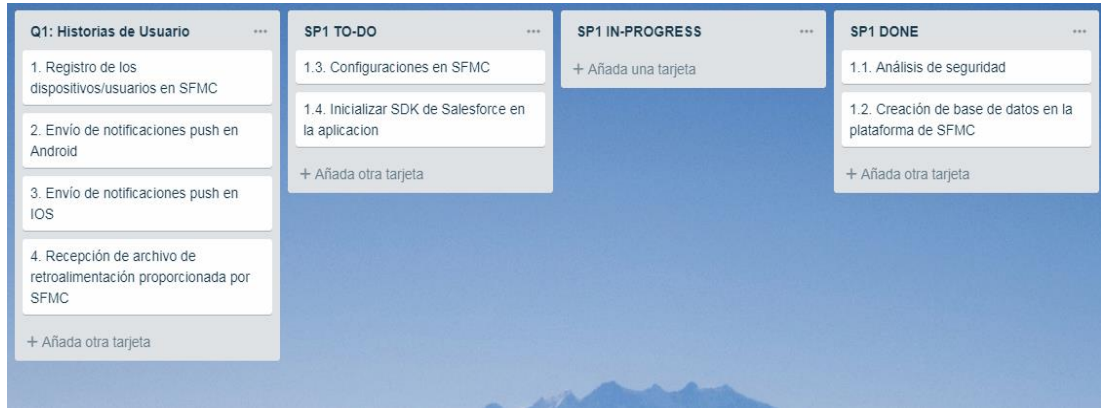 Q1: Historias de Usuario
1. Registro de los
dispositivos/usuarios en SFMC
2. Envío de notificaciones push en
Android
3. Envío de notificaciones push en
IOS
4. Recepción de archivo de
retroalimentación proporcionada por
SFMC
+ Añada otra tarjeta
SP1 TO-DO
1.3. Configuraciones en SFMC
1.4. Inicializar SDK de Salesforce en
la aplicacion
+ Añada otra tarjeta
SP1 IN-PROGRESS
+ Añada una tarjeta
SP1 DONE
1.1. Análisis de seguridad
1.2. Creación de base de datos en la
plataforma de SFMC
+ Añada otra tarjeta